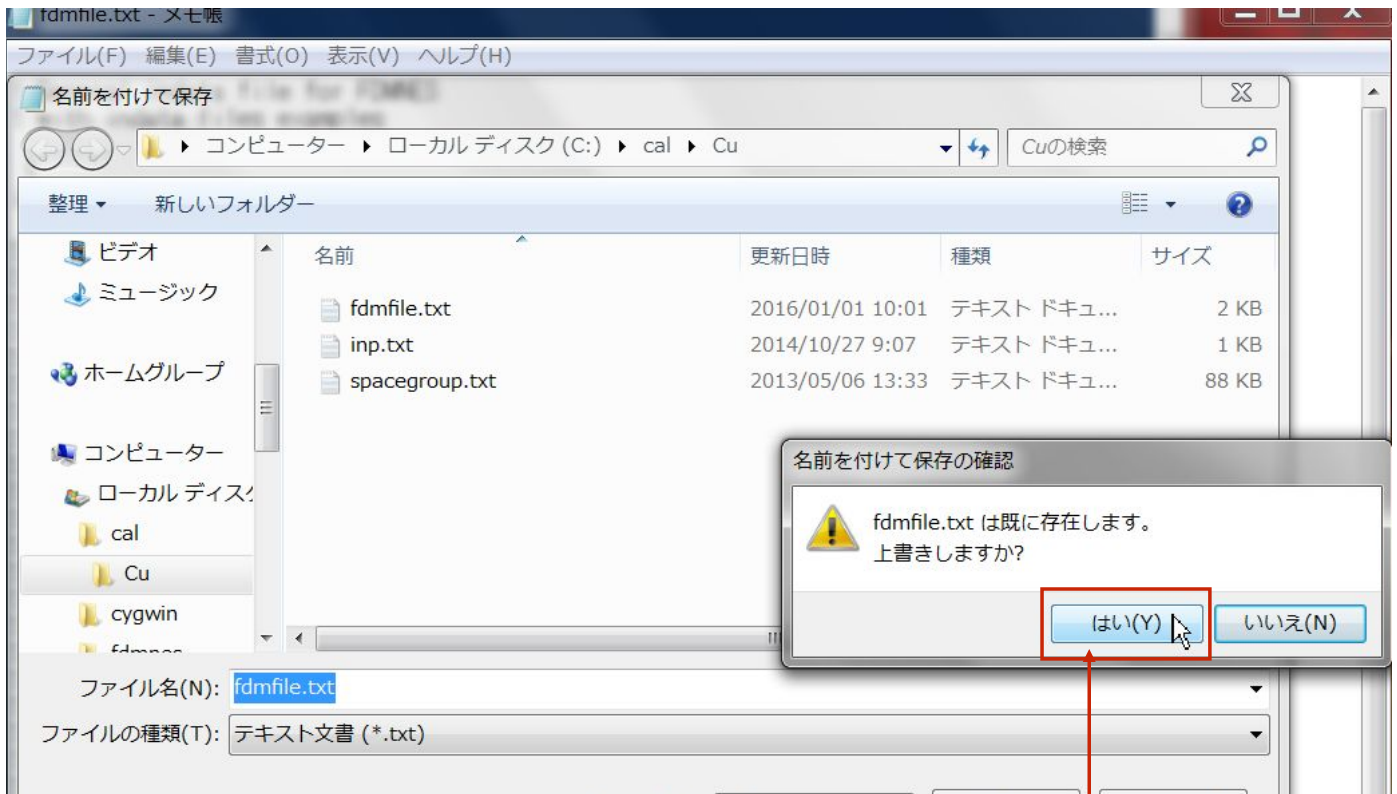 fdmfile.txt - メモ帳
ファイル(F) 編集(E) 書式(O) 表示(V) ヘルプ(H)
名前を付けて保存
file for FDMNES
コンピューター ▸ ローカル ディスク (C:) ▸ cal ▸ Cu
Cuの検索
整理 新しいフォルダー
ビデオ
ミュージック
ホームグループ
コンピューター
ローカル ディスク
cal
Cu
cygwin
fdmnes
名前 更新日時 種類 サイズ
fdmfile.txt 2016/01/01 10:01 テキスト ドキュ... 2 KB
inp.txt 2014/10/27 9:07 テキスト ドキュ... 1 KB
spacegroup.txt 2013/05/06 13:33 テキスト ドキュ... 88 KB
名前を付けて保存の確認
fdmfile.txt は既に存在します。
上書きしますか?
はい(Y) いいえ(N)
ファイル名(N): fdmfile.txt
ファイルの種類(T): テキスト文書 (*.txt)